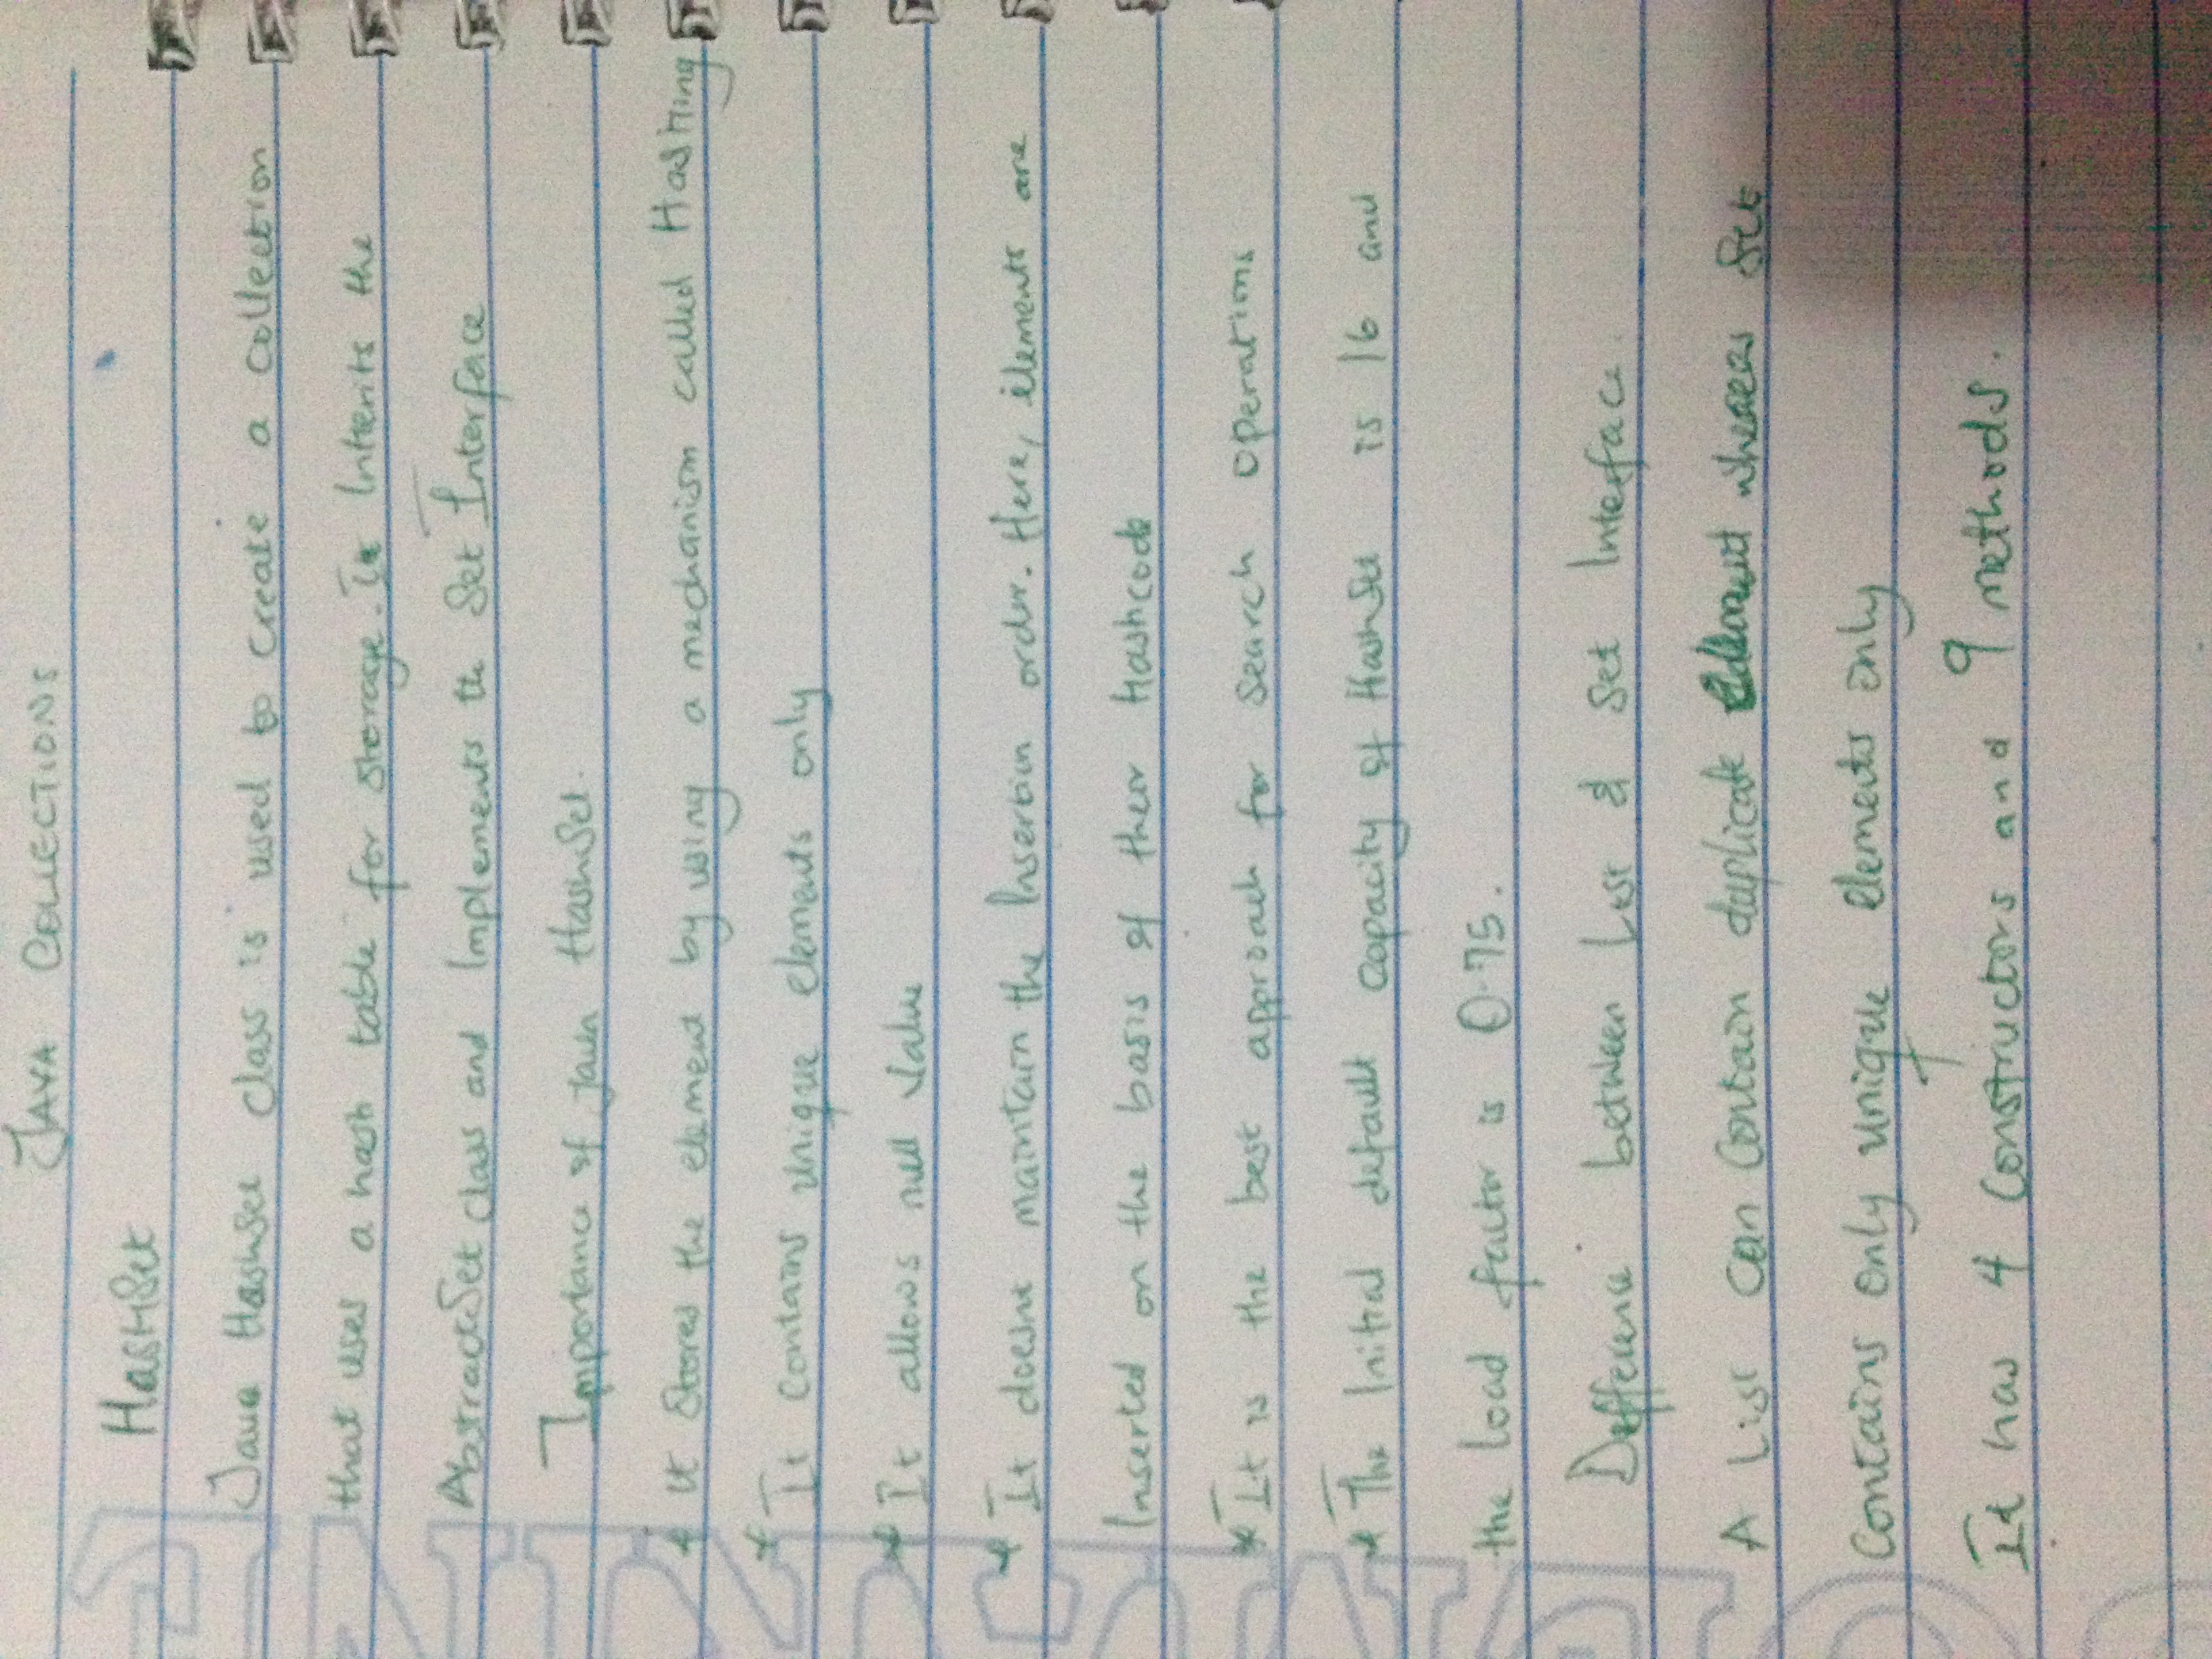 JAVA COLLECTIONS
HashSet
Java HashSet class is used to create a collection
that uses a hash table for storage. It Inherits the
AbstractSet class and Implements th Set Interface
Importance of java HashSet.
* it Stores the element by using a mechanism called Hashing
* It contains unique elements only
* It allows null value
* It doesnt maintain the Insertion order. Here, elements are
Inserted on the basis of their Hashcode
* It is the best approach for search operations
* The Initial default capacity of HashSet is 16 and
the load factor is 0.75.
Difference between List & Set Interface.
A List can contain duplicate element whereas Set
contains only unique elements only
It has 4 constructors and 9 methods.